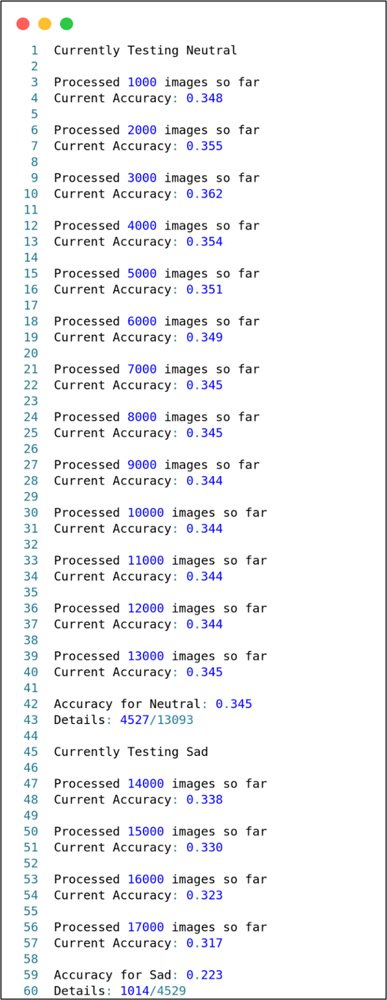 1 Currently Testing Neutral
2
3 Processed 1000 images so far
4 Current Accuracy: 0.348
5
6 Processed 2000 images so far
7 Current Accuracy: 0.355
8
9 Processed 3000 images so far
10 Current Accuracy: 0.362
11
12 Processed 4000 images so far
13 Current Accuracy: 0.354
14
15 Processed 5000 images so far
16 Current Accuracy: 0.351
17
18 Processed 6000 images so far
19 Current Accuracy: 0.349
20
21 Processed 7000 images so far
22 Current Accuracy: 0.345
23
24 Processed 8000 images so far
25 Current Accuracy: 0.345
26
27 Processed 9000 images so far
28 Current Accuracy: 0.344
29
30 Processed 10000 images so far
31 Current Accuracy: 0.344
32
33 Processed 11000 images so far
34 Current Accuracy: 0.344
35
36 Processed 12000 images so far
37 Current Accuracy: 0.344
38
39 Processed 13000 images so far
40 Current Accuracy: 0.345
41
42 Accuracy for Neutral: 0.345
43 Details: 4527/13093
44
45 Currently Testing Sad
46
47 Processed 14000 images so far
48 Current Accuracy: 0.338
49
50 Processed 15000 images so far
51 Current Accuracy: 0.330
52
53 Processed 16000 images so far
54 Current Accuracy: 0.323
55
56 Processed 17000 images so far
57 Current Accuracy: 0.317
58
59 Accuracy for Sad: 0.223
60 Details: 1014/4529